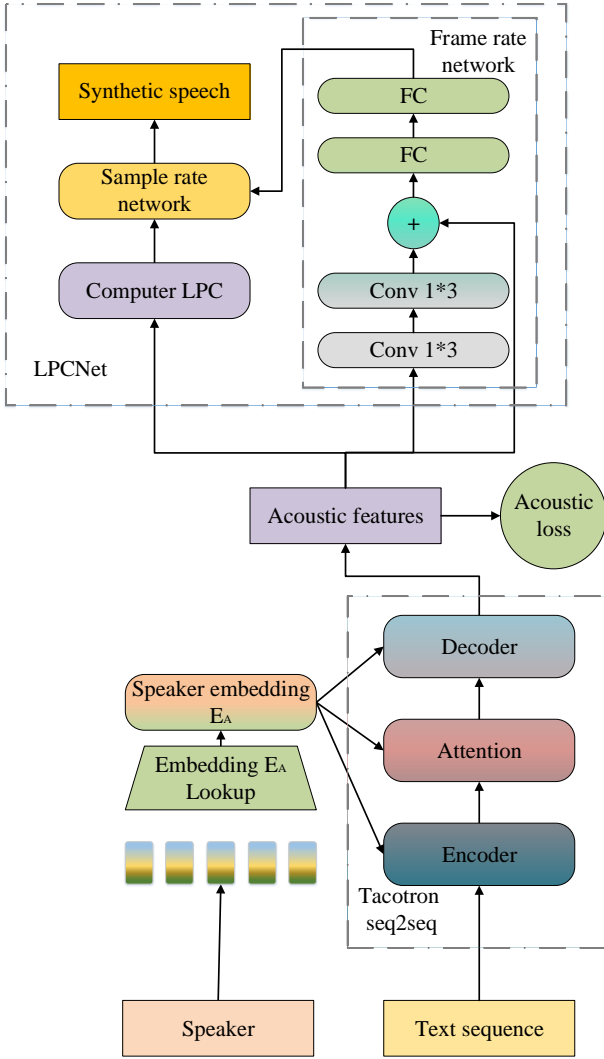 Frame rate
network
Synthetic speech
FC
FC
Sample rate
network
+
Computer LPC
Conv 1*3
Conv 1*3
LPCNet
Acoustic features
Acoustic
loss
Decoder
Speaker embedding
EA
Attention
Embedding EA
Lookup
Encoder
Tacotron
seq2seq
Speaker
Text sequence